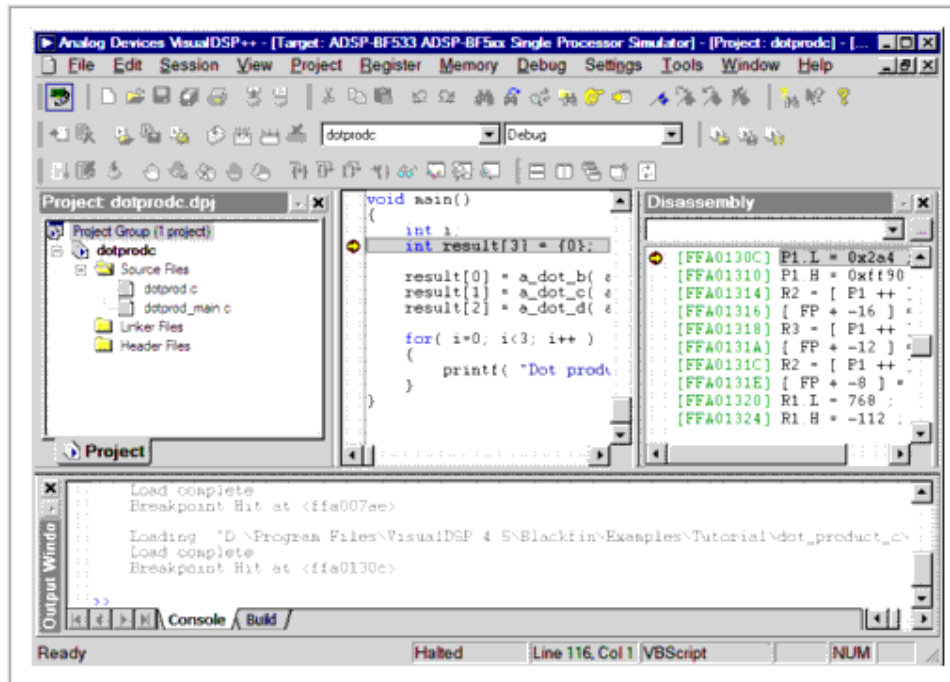 Analog Devices VisualDSP++ - [Target: ADSP-BF533 ADSP-BF5xx Single Processor Simulator] - [Project: dotprodc] - [...
File Edit Session View Project Register Memory Debug Settings Tools Window Help
dotprodc Debug
Project: dotprodc.dpj
Project Group (1 project)
dotprodc
Source Files
dotprod.c
dotprod_main.c
Linker Files
Header Files
Project
void main()
{
int i;
int result[3] = {0};
result[0] = a_dot_b( a
result[1] = a_dot_c( a
result[2] = a_dot_d( a
for( i=0; i<3; i++ )
{
printf( "Dot produ
}
}
Disassembly
[FFA0130C] P1.L = 0x2a4 ;
[FFA01310] P1.H = 0xff90
[FFA01314] R2 = [ P1 ++
[FFA01316] [ FP + -16 ] =
[FFA01318] R3 = [ P1 ++
[FFA0131A] [ FP + -12 ] =
[FFA0131C] R2 = [ P1 ++
[FFA0131E] [ FP + -8 ] =
[FFA01320] R1.L = 768 ;
[FFA01324] R1.H = -112 ;
Output Windo
Load complete
Breakpoint Hit at <ffa007ae>
Loading "D:\Program Files\VisualDSP 4.5\Blackfin\Examples\Tutorial\dot_product_c\
Load complete
Breakpoint Hit at <ffa0130c>
>>
Console Build
Ready Halted Line 116, Col 1 VBScript NUM